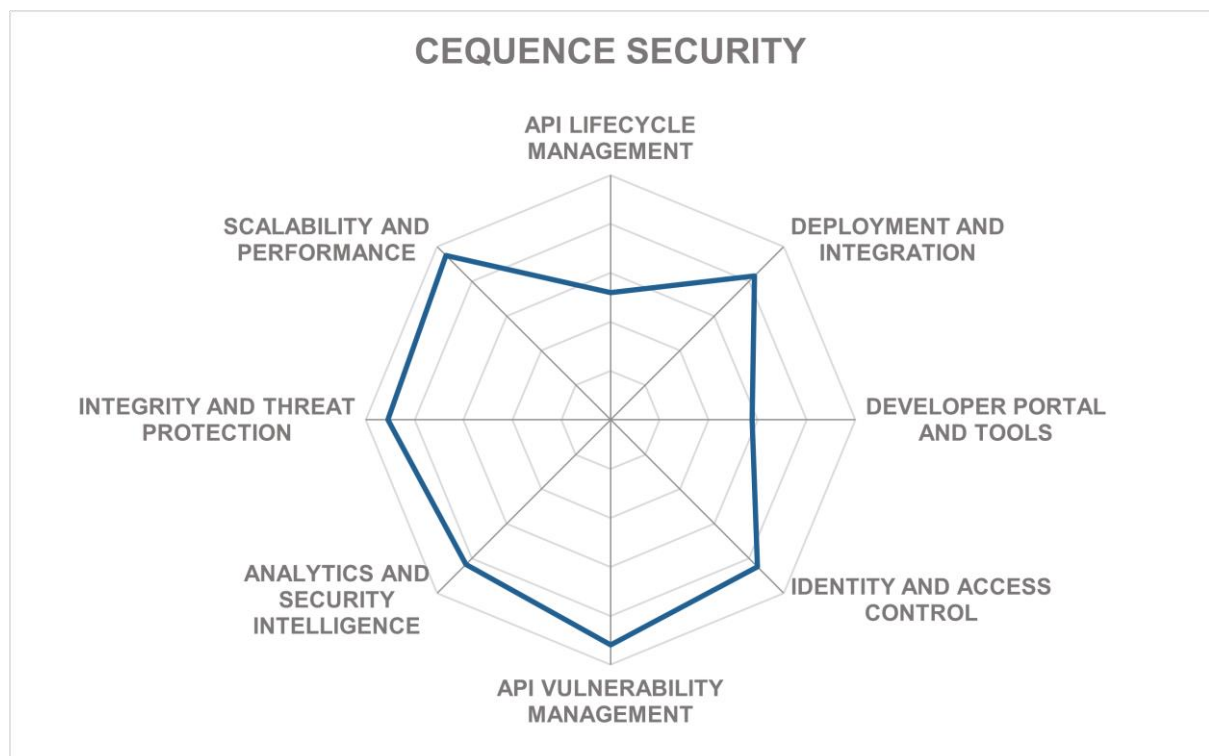 CEQUENCE SECURITY
API LIFECYCLE
MANAGEMENT
SCALABILITY AND
PERFORMANCE
DEPLOYMENT AND
INTEGRATION
INTEGRITY AND THREAT
PROTECTION
DEVELOPER PORTAL
AND TOOLS
ANALYTICS AND
SECURITY
INTELLIGENCE
IDENTITY AND ACCESS
CONTROL
API VULNERABILITY
MANAGEMENT